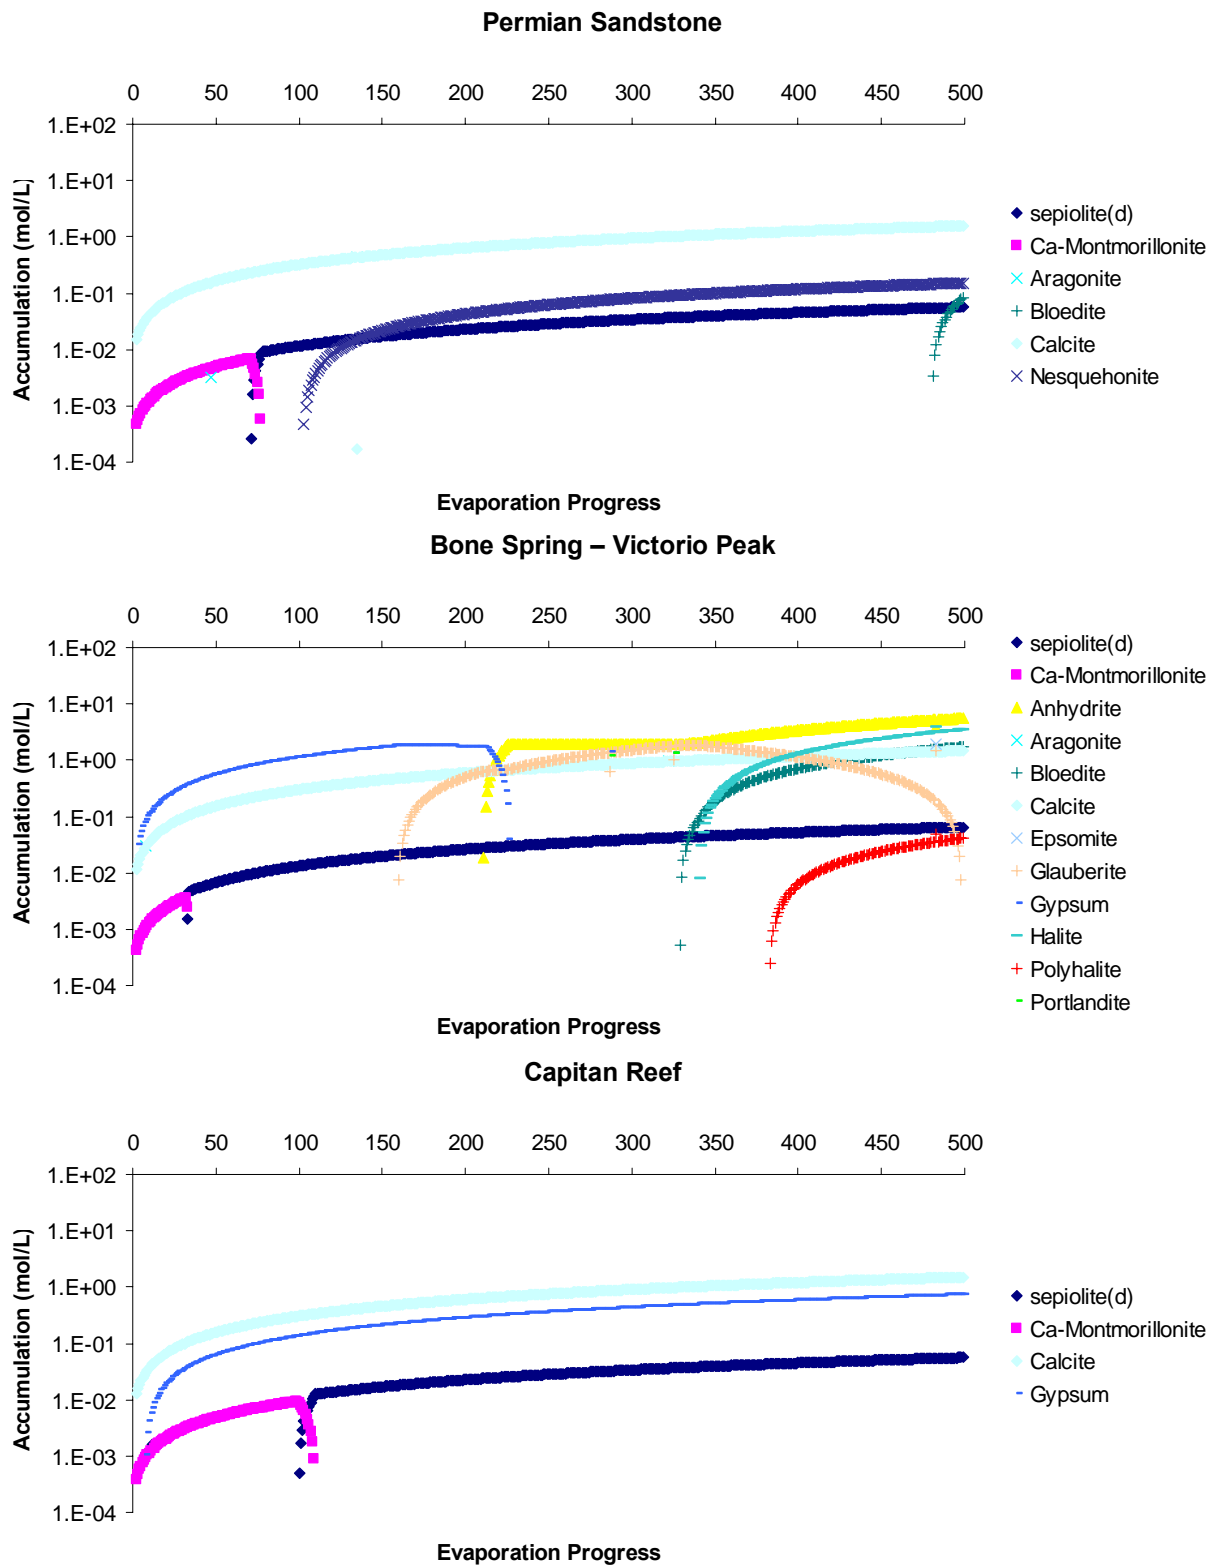 Permian Sandstone
0 50 100 150 200 250 300 350 400 450 500
1.E+02
1.E+01
1.E+00
1.E-01
1.E-02
1.E-03
1.E-04
Accumulation (mol/L)
sepiolite(d)
Ca-Montmorillonite
Aragonite
Bloedite
Calcite
Nesquehonite
Evaporation Progress
Bone Spring – Victorio Peak
0 50 100 150 200 250 300 350 400 450 500
1.E+02
1.E+01
1.E+00
1.E-01
1.E-02
1.E-03
1.E-04
Accumulation (mol/L)
sepiolite(d)
Ca-Montmorillonite
Anhydrite
Aragonite
Bloedite
Calcite
Epsomite
Glauberite
Gypsum
Halite
Polyhalite
Portlandite
Evaporation Progress
Capitan Reef
0 50 100 150 200 250 300 350 400 450 500
1.E+02
1.E+01
1.E+00
1.E-01
1.E-02
1.E-03
1.E-04
Accumulation (mol/L)
sepiolite(d)
Ca-Montmorillonite
Calcite
Gypsum
Evaporation Progress